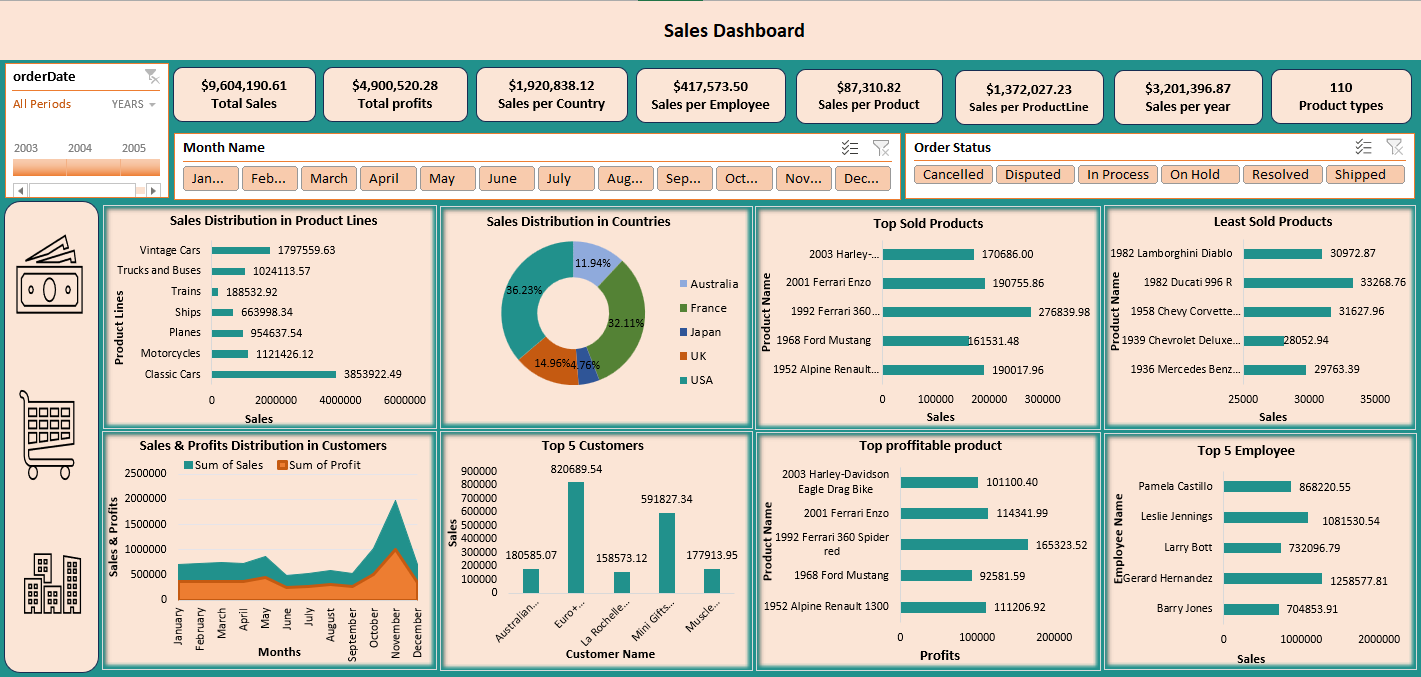 Sales Dashboard
orderDate
All Periods
YEARS
2003 2004 2005
$9,604,190.61
Total Sales
$4,900,520.28
Total profits
$1,920,838.12
Sales per Country
$417,573.50
Sales per Employee
$87,310.82
Sales per Product
$1,372,027.23
Sales per ProductLine
$3,201,396.87
Sales per year
110
Product types
Month Name
Jan... Feb... March April May June July Aug... Sep... Oct... Nov... Dec...
Order Status
Cancelled Disputed In Process On Hold Resolved Shipped
Sales Distribution in Product Lines
Product Lines
Vintage Cars 1797559.63
Trucks and Buses 1024113.57
Trains 188532.92
Ships 663998.34
Planes 954637.54
Motorcycles 1121426.12
Classic Cars 3853922.49
0 2000000 4000000 6000000
Sales
Sales Distribution in Countries
11.94%
36.23%
32.11%
14.96%
4.76%
Australia
France
Japan
UK
USA
Top Sold Products
Product Name
2003 Harley-... 170686.00
2001 Ferrari Enzo 190755.86
1992 Ferrari 360... 276839.98
1968 Ford Mustang 161531.48
1952 Alpine Renault... 190017.96
0 100000 200000 300000
Sales
Least Sold Products
Product Name
1982 Lamborghini Diablo 30972.87
1982 Ducati 996 R 33268.76
1958 Chevy Corvette... 31627.96
1939 Chevrolet Deluxe... 28052.94
1936 Mercedes Benz... 29763.39
25000 30000 35000
Sales
Sales & Profits Distribution in Customers
Sum of Sales Sum of Profit
Sales & Profits
2500000
2000000
1500000
1000000
500000
0
January February March April May June July August September October November December
Months
Top 5 Customers
Sales
900000
800000
700000
600000
500000
400000
300000
200000
100000
0
180585.07 820689.54 158573.12 591827.34 177913.95
Australian... Euro+... La Rochelle... Mini Gifts... Muscle...
Customer Name
Top proffitable product
Product Name
2003 Harley-Davidson
Eagle Drag Bike 101100.40
2001 Ferrari Enzo 114341.99
1992 Ferrari 360 Spider
red 165323.52
1968 Ford Mustang 92581.59
1952 Alpine Renault 1300 111206.92
0 100000 200000
Profits
Top 5 Employee
Employee Name
Pamela Castillo 868220.55
Leslie Jennings 1081530.54
Larry Bott 732096.79
Gerard Hernandez 1258577.81
Barry Jones 704853.91
0 1000000 2000000
Sales